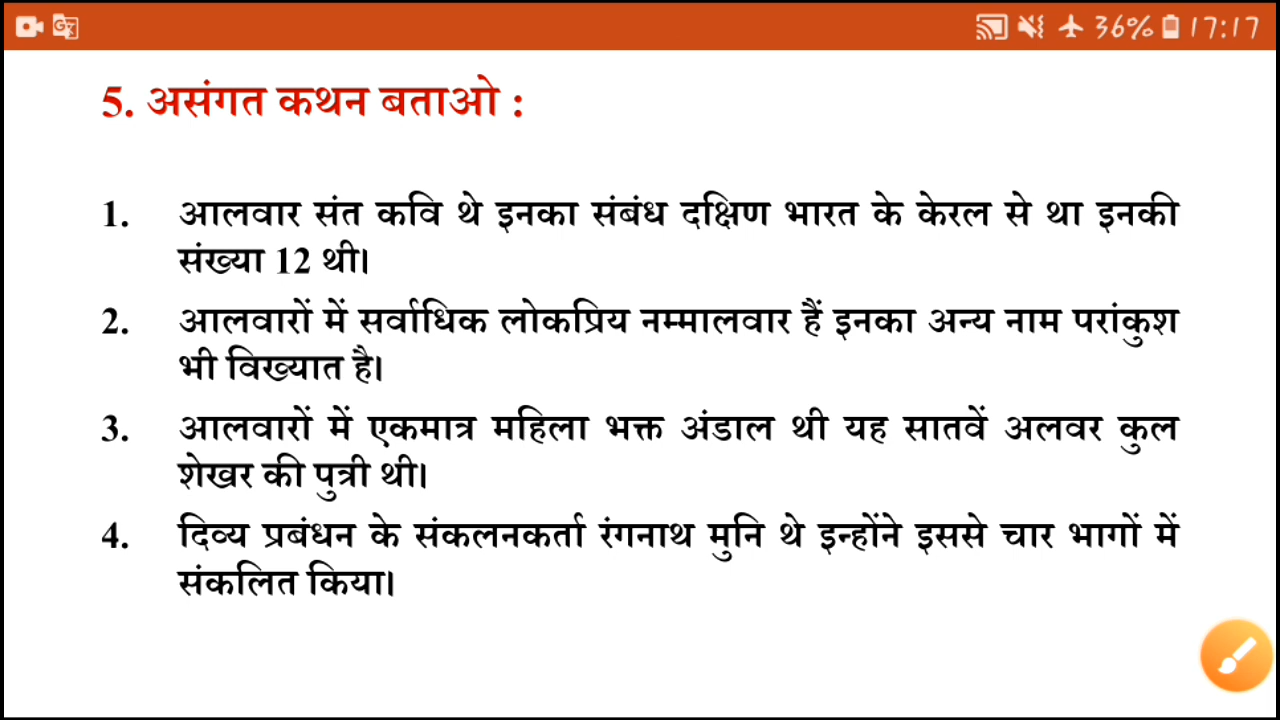 36% 17:17
5. असंगत कथन बताओ :
1. आलवार संत कवि थे इनका संबंध दक्षिण भारत के केरल से था इनकी
संख्या 12 थी।
2. आलवारों में सर्वाधिक लोकप्रिय नम्मालवार हैं इनका अन्य नाम परांकुश
भी विख्यात है।
3. आलवारों में एकमात्र महिला भक्त अंडाल थी यह सातवें अलवर कुल
शेखर की पुत्री थी।
4. दिव्य प्रबंधन के संकलनकर्ता रंगनाथ मुनि थे इन्होंने इससे चार भागों में
संकलित किया।